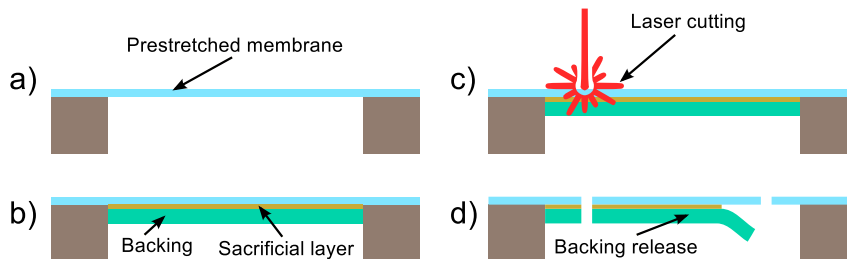 a)
Prestretched membrane
b)
Backing
Sacrificial layer
c)
Laser cutting
d)
Backing release